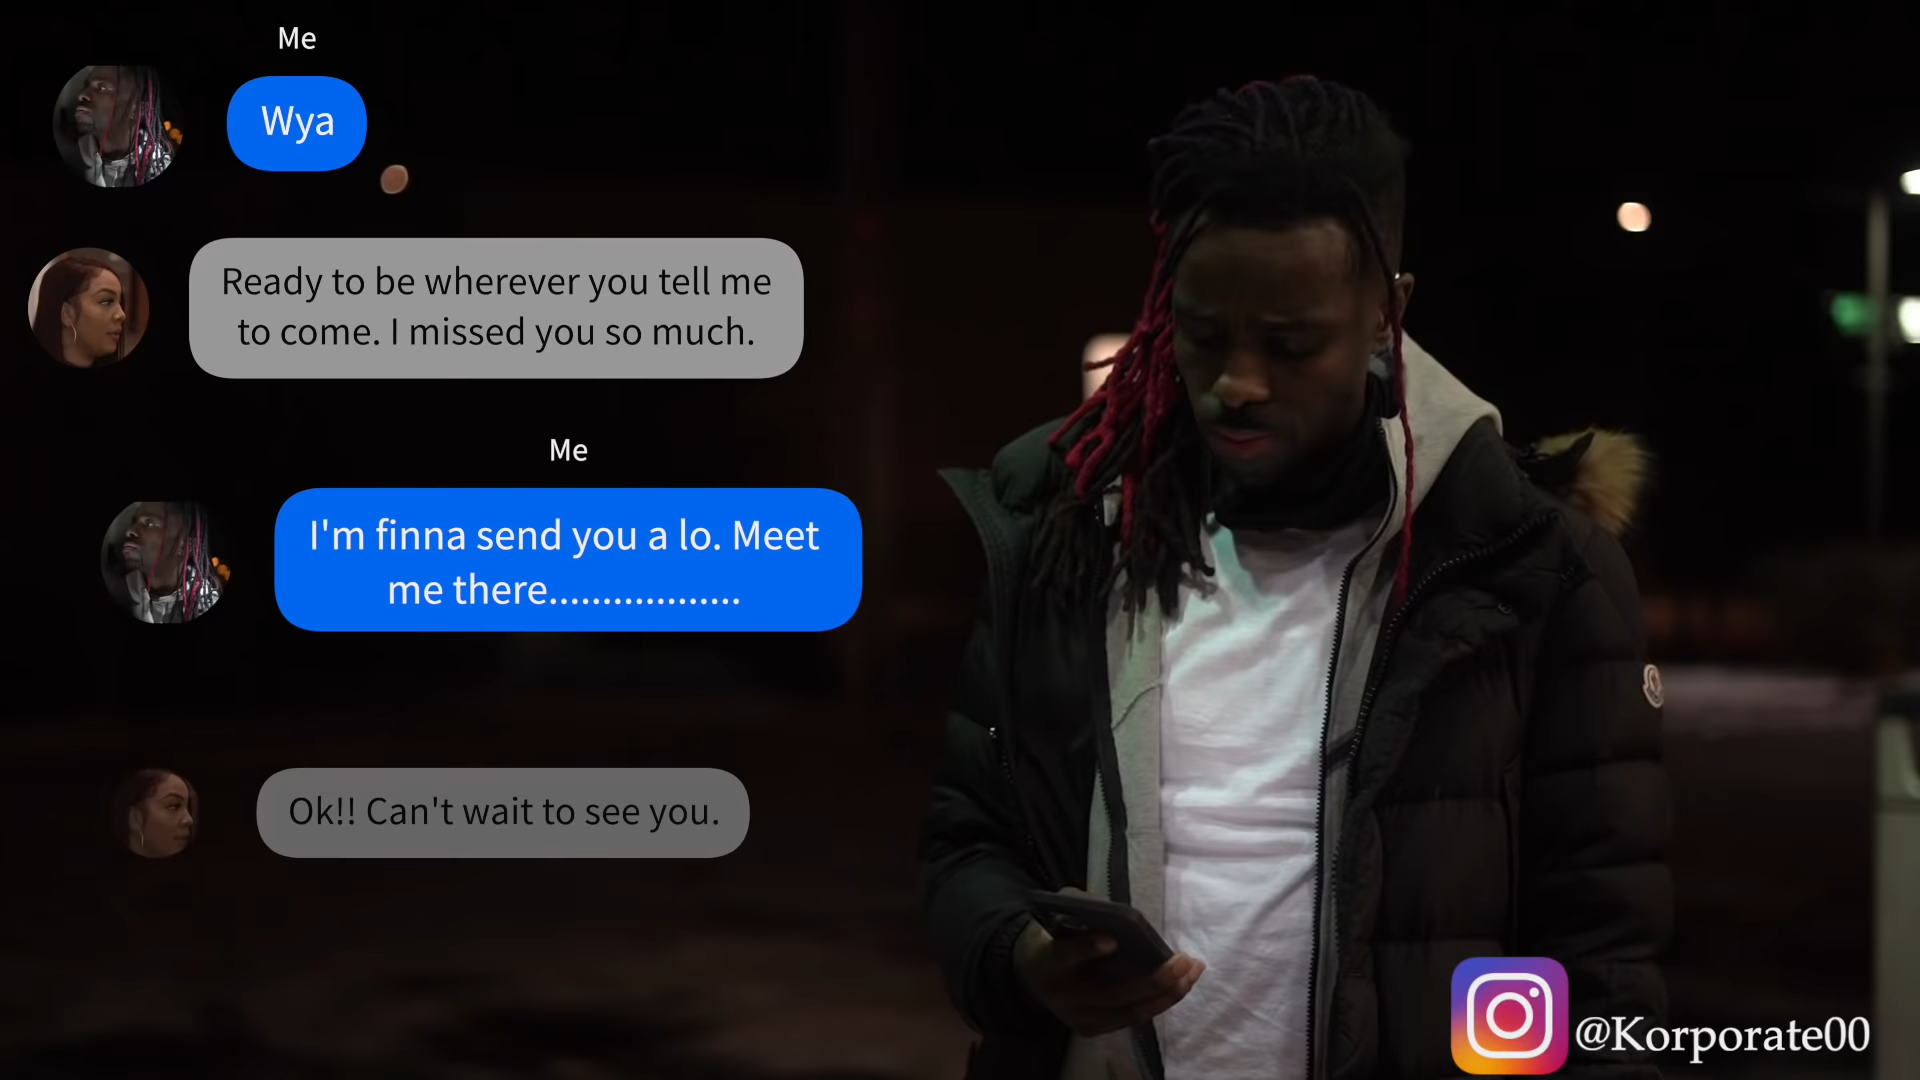 Me
Wya
Ready to be wherever you tell me
to come. I missed you so much.
Me
I'm finna send you a lo. Meet
me there..................
Ok!! Can't wait to see you.
@Korporate00